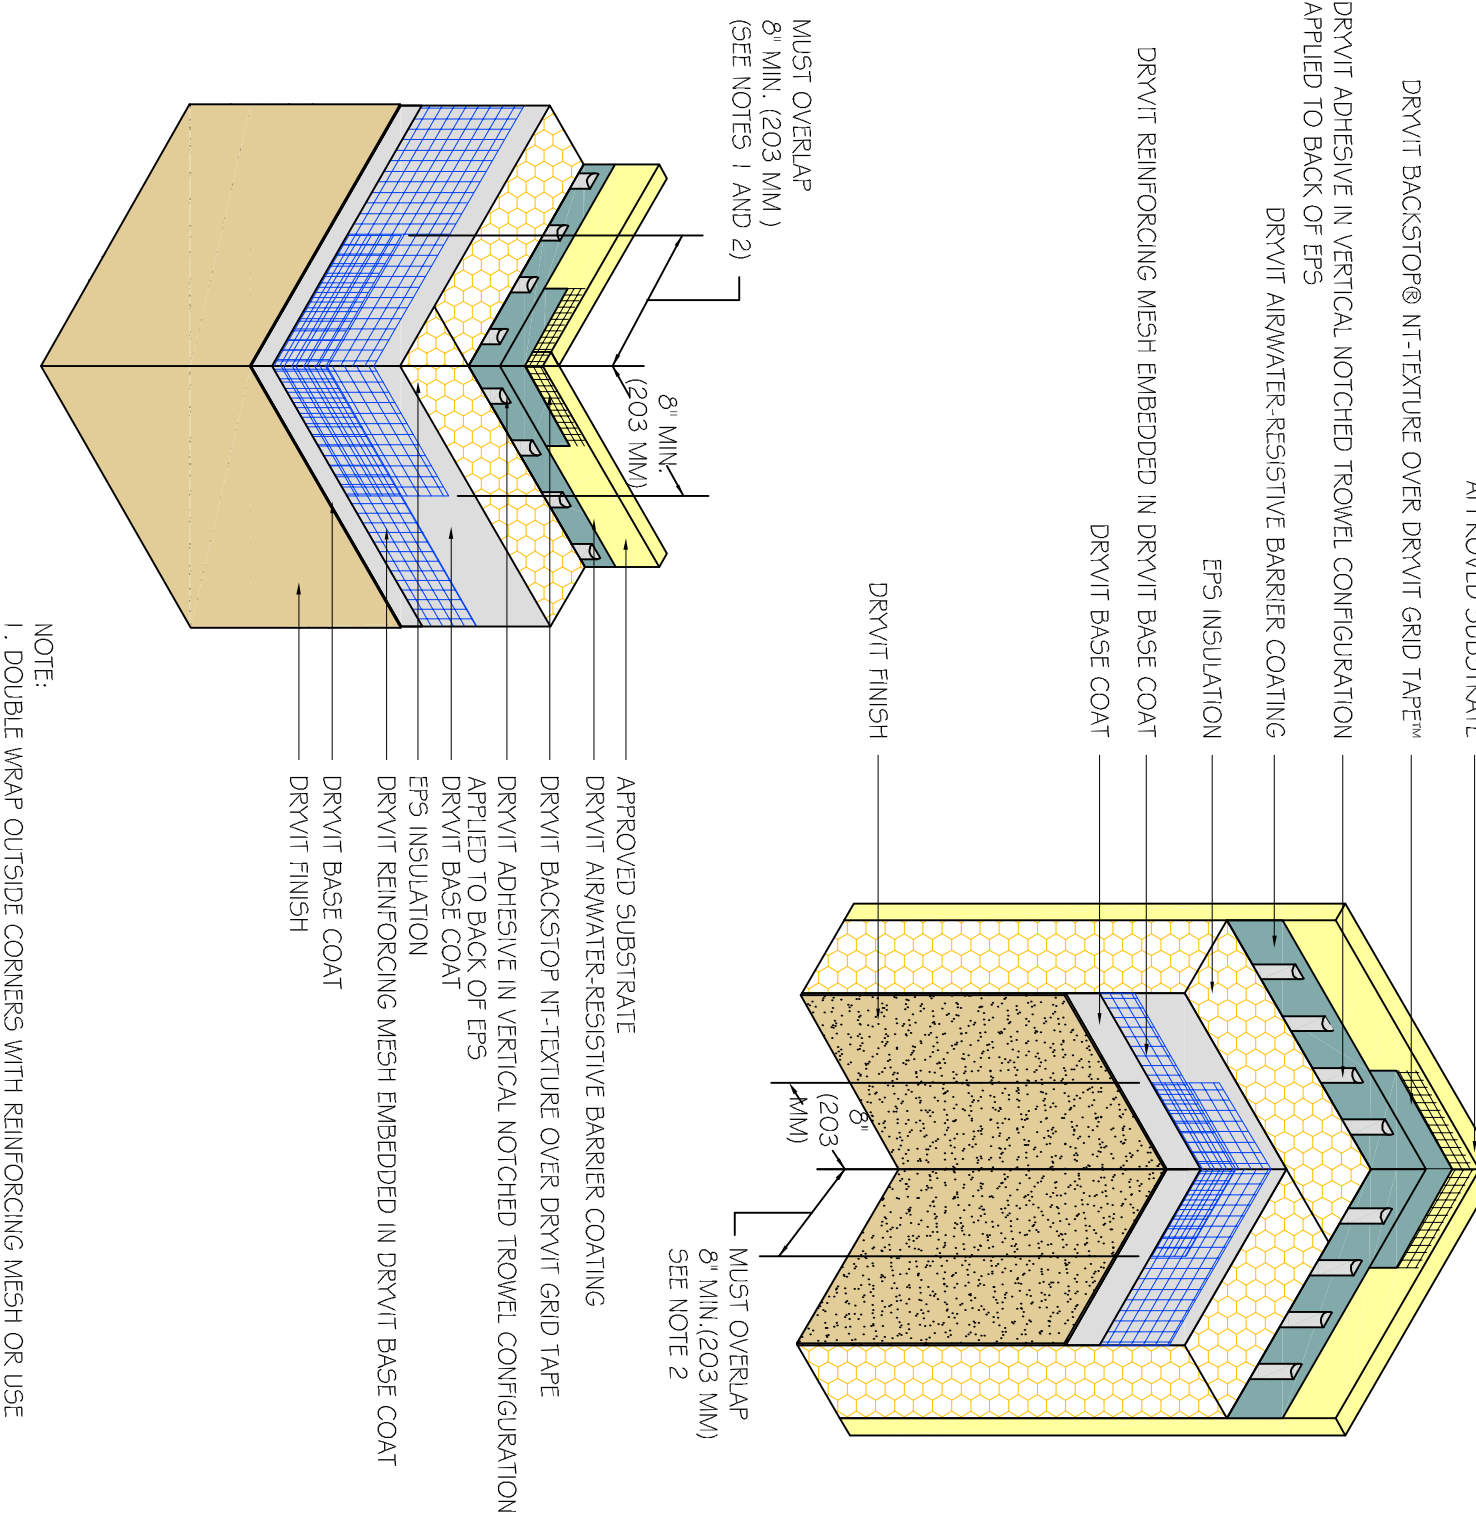 APPROVED SUBSTRATE
DRYVIT BACKSTOP® NT-TEXTURE OVER DRYVIT GRID TAPE™
DRYVIT ADHESIVE IN VERTICAL NOTCHED TROWEL CONFIGURATION
APPLIED TO BACK OF EPS
DRYVIT AIR/WATER-RESISTIVE BARRIER COATING
EPS INSULATION
DRYVIT REINFORCING MESH EMBEDDED IN DRYVIT BASE COAT
DRYVIT BASE COAT
DRYVIT FINISH
8"
(203
MM)
MUST OVERLAP
8" MIN.(203 MM)
SEE NOTE 2
MUST OVERLAP
8" MIN. (203 MM )
(SEE NOTES 1 AND 2)
8" MIN.
(203 MM)
APPROVED SUBSTRATE
DRYVIT AIR/WATER-RESISTIVE BARRIER COATING
DRYVIT BACKSTOP NT-TEXTURE OVER DRYVIT GRID TAPE
DRYVIT ADHESIVE IN VERTICAL NOTCHED TROWEL CONFIGURATION
APPLIED TO BACK OF EPS
DRYVIT BASE COAT
EPS INSULATION
DRYVIT REINFORCING MESH EMBEDDED IN DRYVIT BASE COAT
DRYVIT BASE COAT
DRYVIT FINISH
NOTE:
1. DOUBLE WRAP OUTSIDE CORNERS WITH REINFORCING MESH OR USE